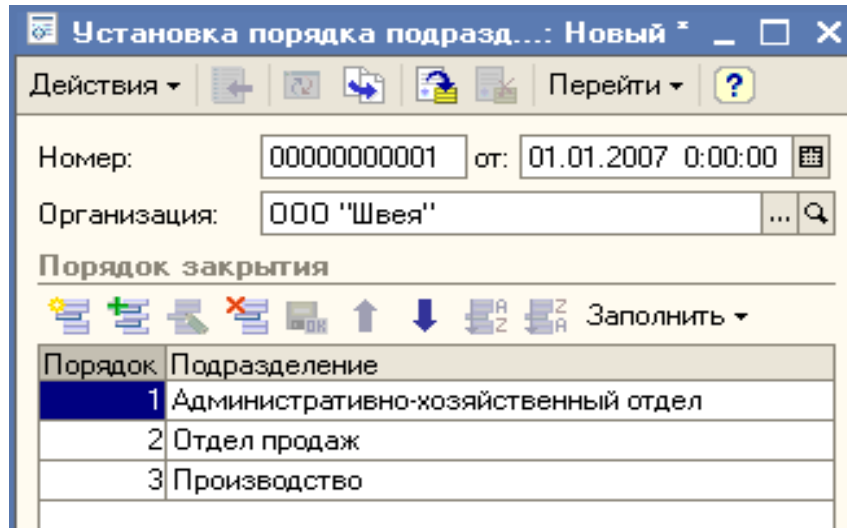 Установка порядка подразд...: Новый *
Действия Перейти ?
Номер: 00000000001 от: 01.01.2007 0:00:00
Организация: ООО "Швея" ...
Порядок закрытия
OK A Z Z A Заполнить
Порядок Подразделение
1 Административно-хозяйственный отдел
2 Отдел продаж
3 Производство